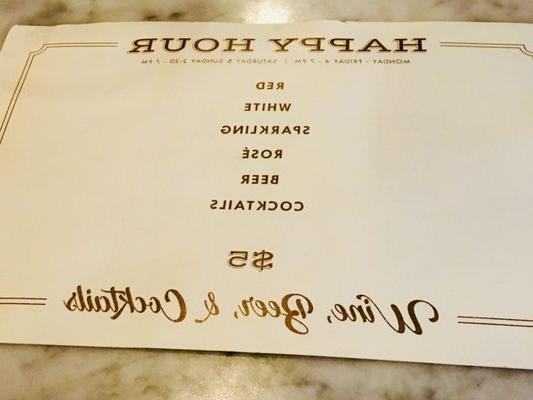 HAPPY HOUR
MONDAY - FRIDAY 4 - 7 PM | SATURDAY & SUNDAY 2:30 - 7 PM
RED
WHITE
SPARKLING
ROSÉ
BEER
COCKTAILS
$5
Wine, Beer, & Cocktails